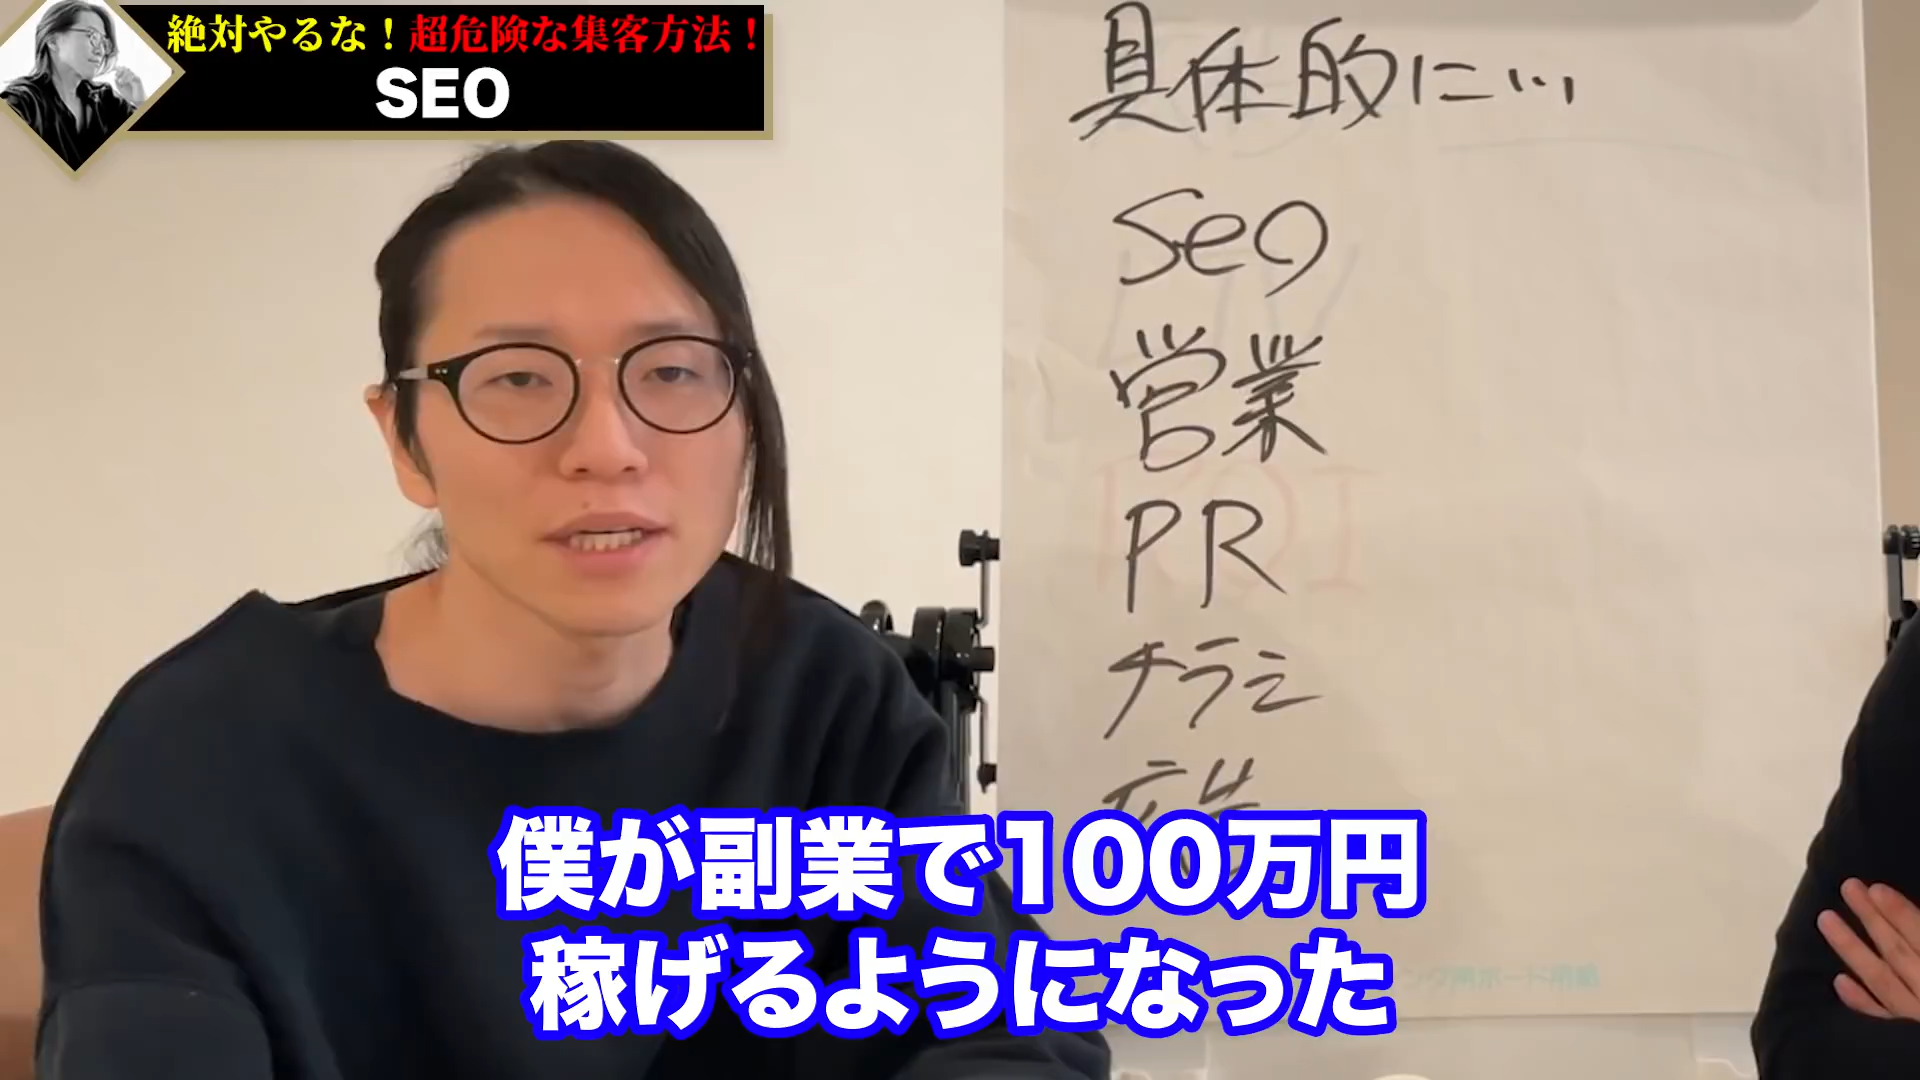 絶対やるな！超危険な集客方法！
SEO
具体的に…
Seo
営業
PR
チラシ
広告
僕が副業で100万円
稼げるようになった